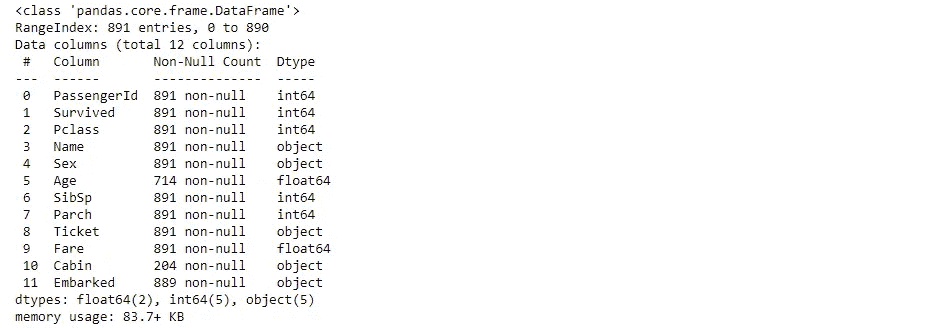 <class 'pandas.core.frame.DataFrame'>
RangeIndex: 891 entries, 0 to 890
Data columns (total 12 columns):
 #   Column       Non-Null Count  Dtype
---  ------       --------------  -----
 0   PassengerId  891 non-null    int64
 1   Survived     891 non-null    int64
 2   Pclass       891 non-null    int64
 3   Name         891 non-null    object
 4   Sex          891 non-null    object
 5   Age          714 non-null    float64
 6   SibSp        891 non-null    int64
 7   Parch        891 non-null    int64
 8   Ticket       891 non-null    object
 9   Fare         891 non-null    float64
 10  Cabin        204 non-null    object
 11  Embarked     889 non-null    object
dtypes: float64(2), int64(5), object(5)
memory usage: 83.7+ KB